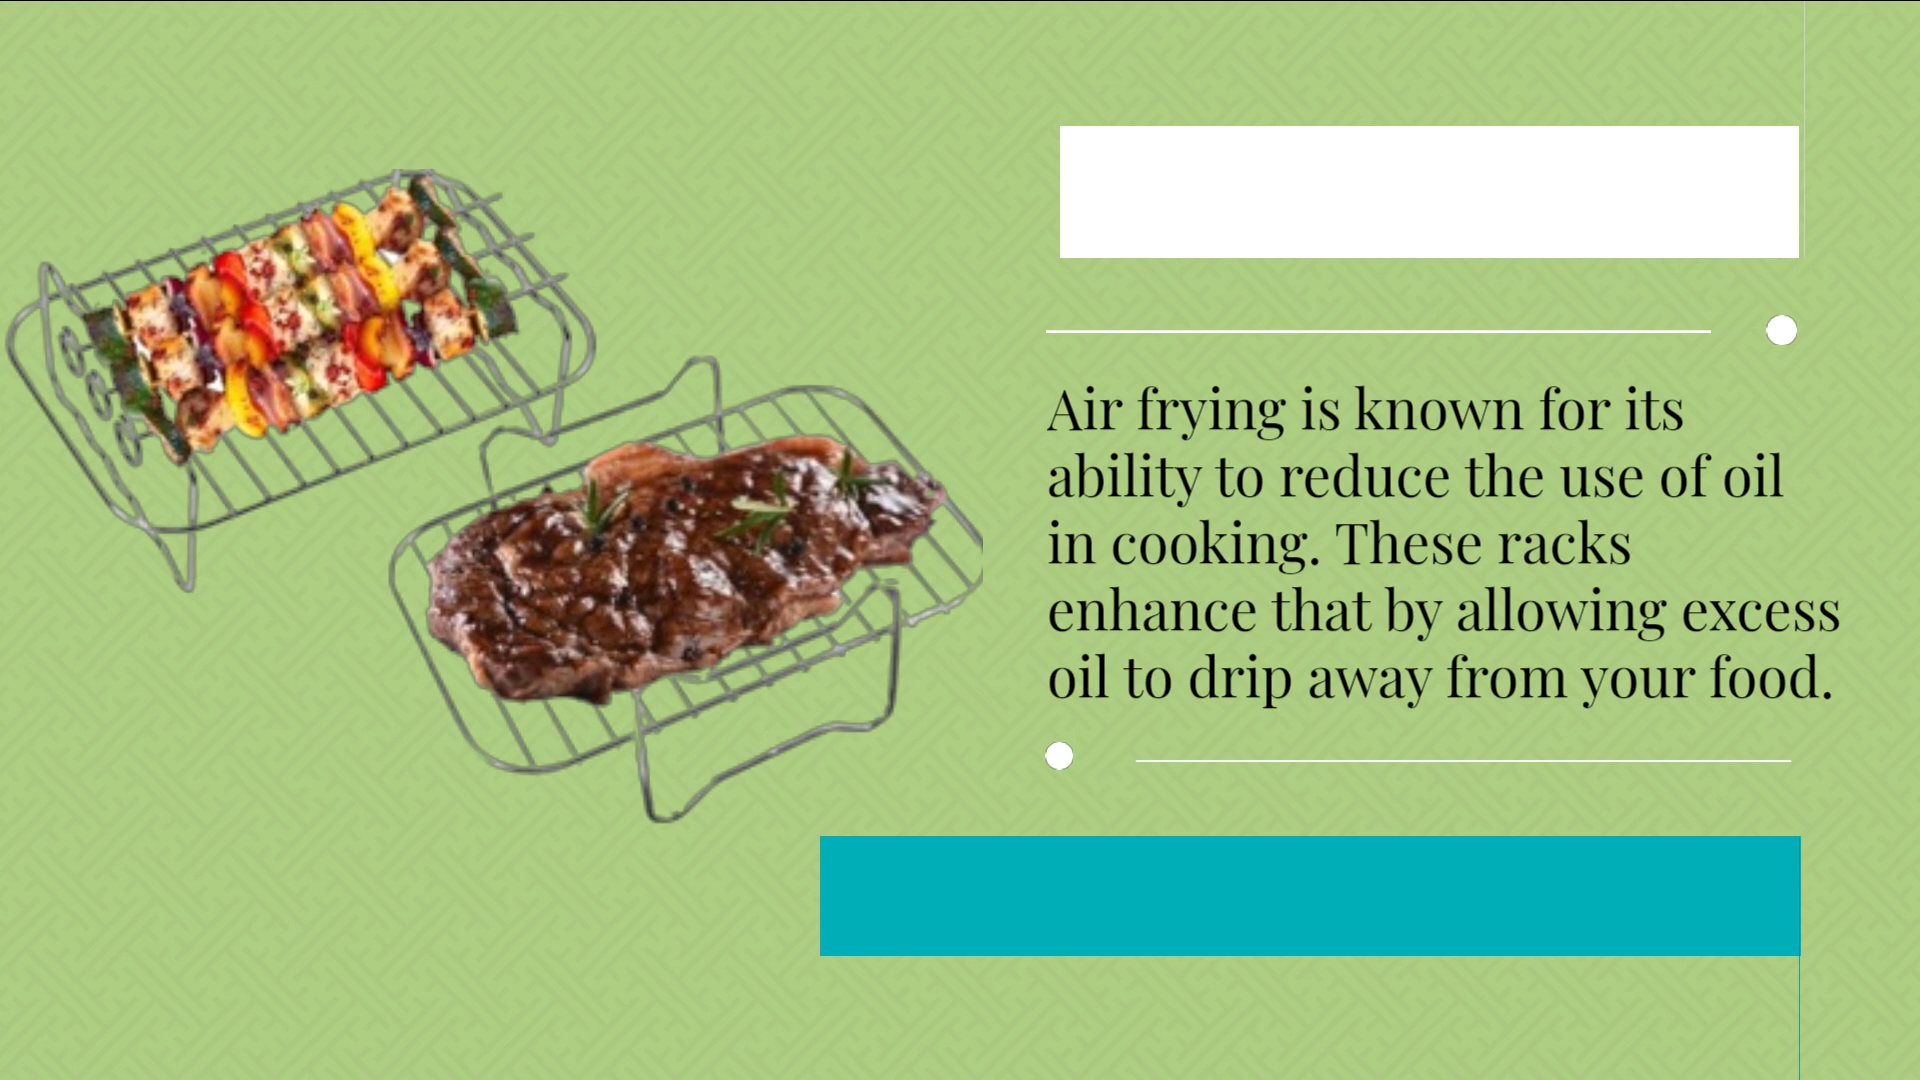 Air frying is known for its
ability to reduce the use of oil
in cooking. These racks
enhance that by allowing excess
oil to drip away from your food.